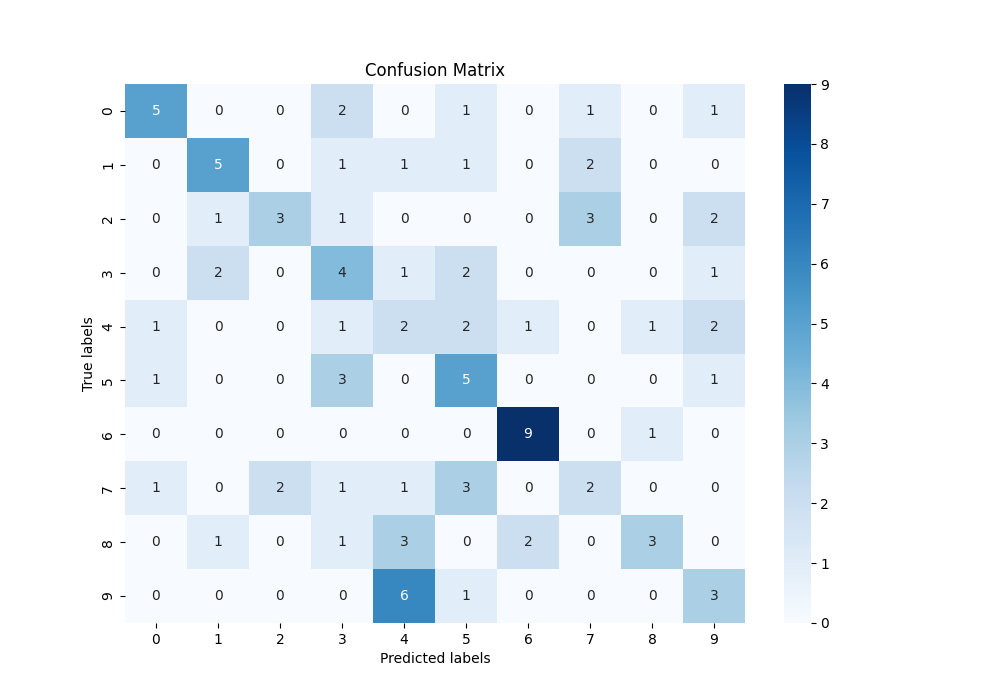 Confusion Matrix
0 5 0 0 2 0 1 0 1 0 1
1 0 5 0 1 1 1 0 2 0 0
2 0 1 3 1 0 0 0 3 0 2
3 0 2 0 4 1 2 0 0 0 1
4 1 0 0 1 2 2 1 0 1 2
5 1 0 0 3 0 5 0 0 0 1
6 0 0 0 0 0 0 9 0 1 0
7 1 0 2 1 1 3 0 2 0 0
8 0 1 0 1 3 0 2 0 3 0
9 0 0 0 0 6 1 0 0 0 3
0 1 2 3 4 5 6 7 8 9
Predicted labels
True labels
9
8
7
6
5
4
3
2
1
0